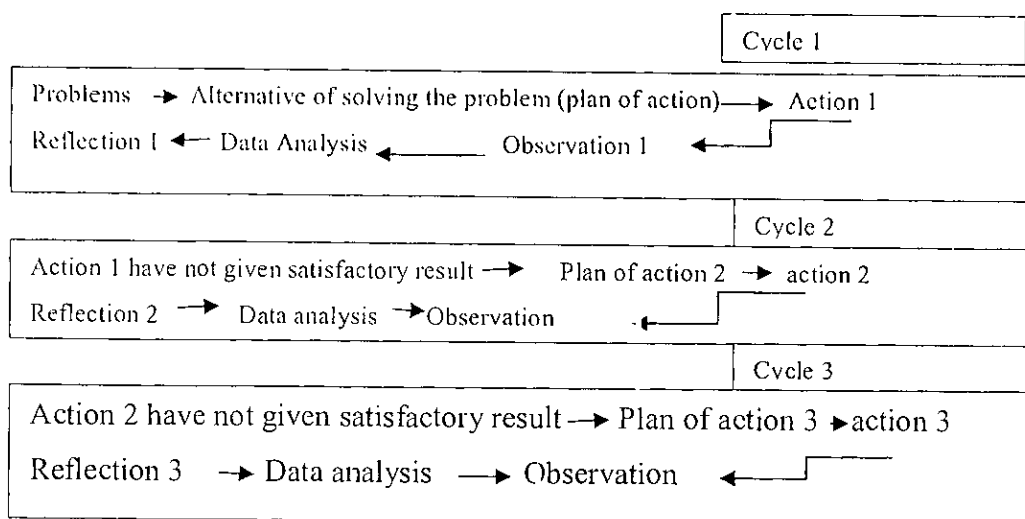 Cycle 1
Problems → Alternative of solving the problem (plan of action) → Action 1
Reflection 1 ← Data Analysis ← Observation 1 ←
Cycle 2
Action 1 have not given satisfactory result → Plan of action 2 → action 2
Reflection 2 → Data analysis → Observation ←
Cycle 3
Action 2 have not given satisfactory result → Plan of action 3 → action 3
Reflection 3 → Data analysis → Observation ←